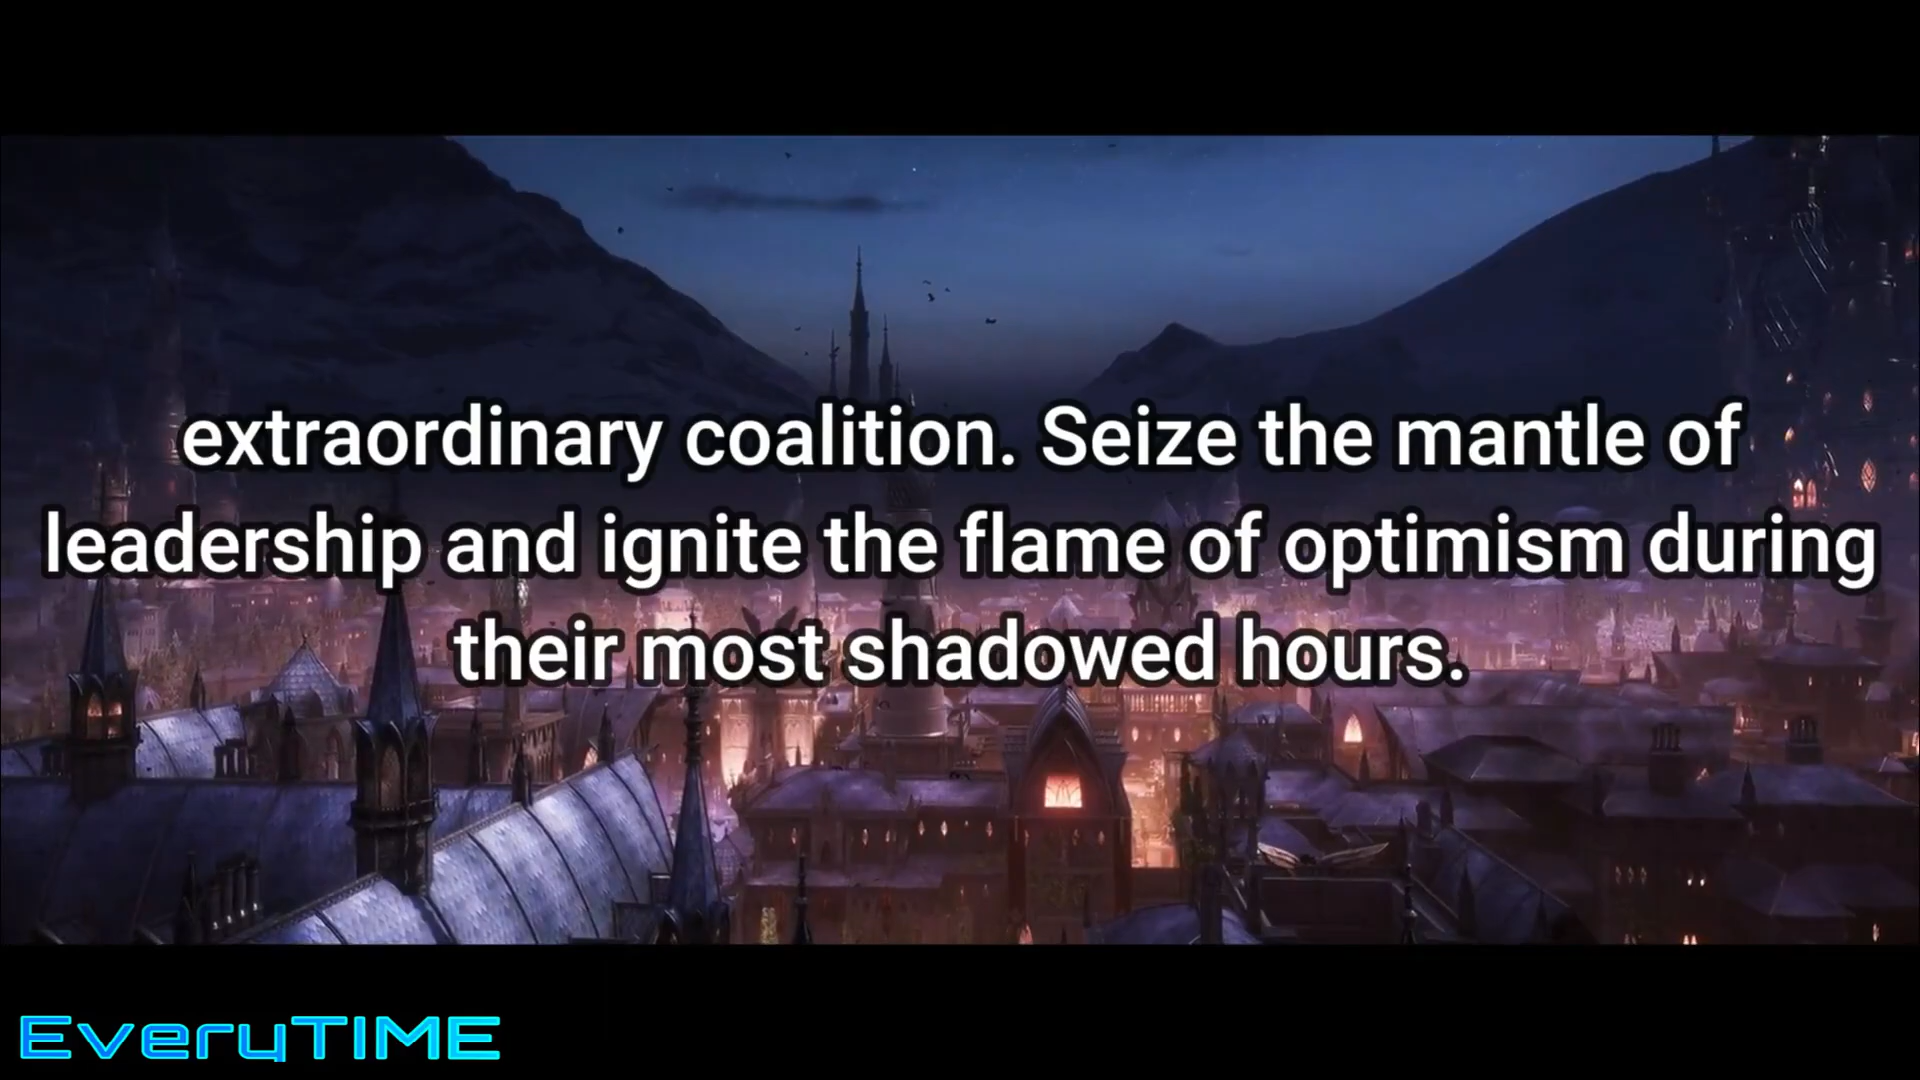 extraordinary coalition. Seize the mantle of
leadership and ignite the flame of optimism during
their most shadowed hours.
EveryTIME